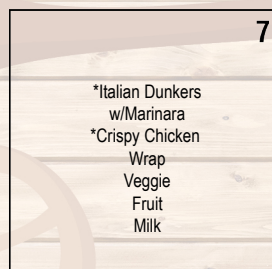 7
*Italian Dunkers
w/Marinara
*Crispy Chicken
Wrap
Veggie
Fruit
Milk